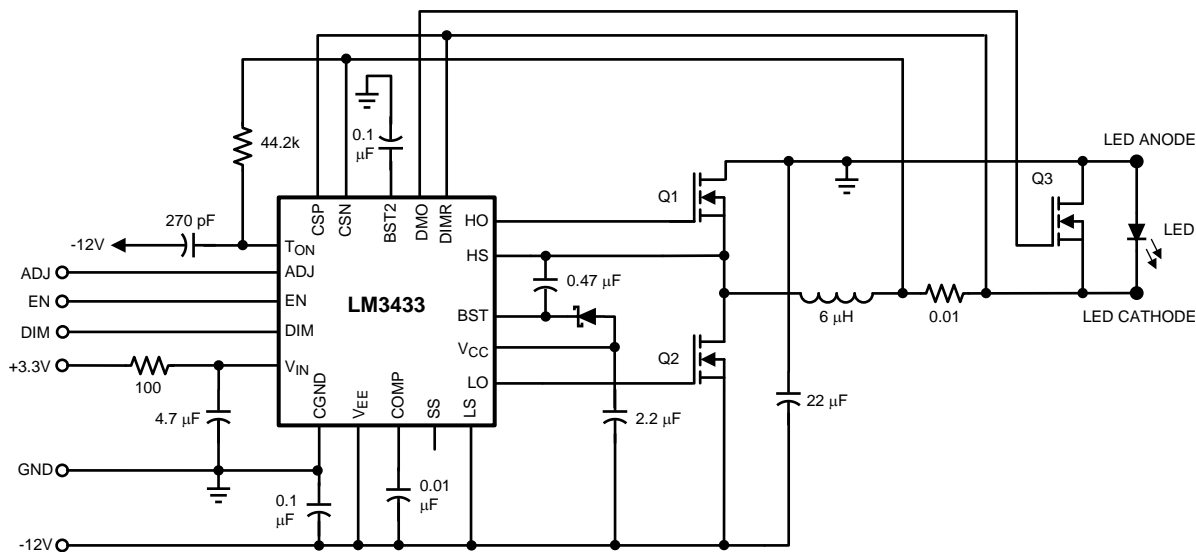 44.2k
0.1
µF
LED ANODE
Q1
Q3
270 pF
CSP
CSN
BST2
DMO
DIMR
HO
-12V
TON
HS
LED
ADJ
ADJ
0.47 µF
EN
EN
LM3433
BST
6 µH
0.01
LED CATHODE
DIM
DIM
VCC
Q2
+3.3V
VIN
LO
100
CGND
VEE
COMP
SS
LS
22 µF
4.7 µF
2.2 µF
GND
0.1
µF
0.01
µF
-12V